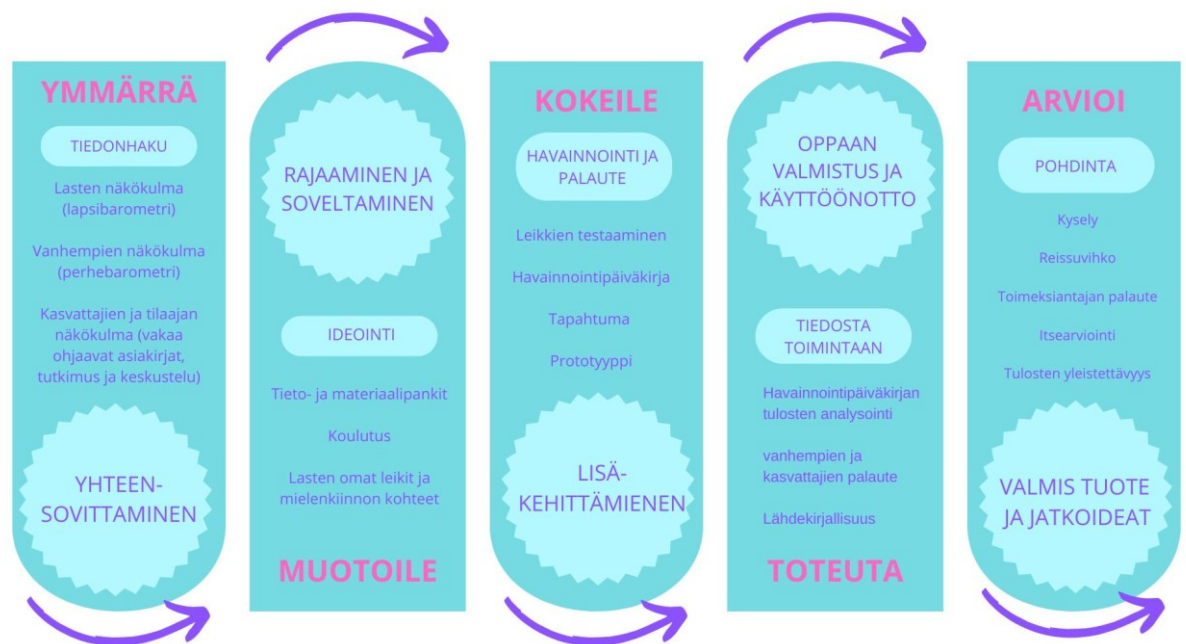 YMMÄRRÄ
TIEDONHAKU
Lasten näkökulma
(lapsibarometri)
Vanhempien näkökulma
(perhebarometri)
Kasvattajien ja tilaajan
näkökulma (vakaa
ohjaavat asiakirjat,
tutkimus ja keskustelu)
YHTEEN-
SOVITTAMINEN
RAJAAMINEN JA
SOVELTAMINEN
IDEOINTI
Tieto- ja materiaalipankit
Koulutus
Lasten omat leikit ja
mielenkiinnon kohteet
MUOTOILE
KOKEILE
HAVAINNOINTI JA
PALAUTE
Leikkien testaaminen
Havainnointipäiväkirja
Tapahtuma
Prototyyppi
LISÄ-
KEHITTÄMIENEN
OPPAAN
VALMISTUS JA
KÄYTTÖÖNOTTO
TIEDOSTA
TOIMINTAAN
Havainnointipäiväkirjan
tulosten analysointi
vanhempien ja
kasvattajien palaute
Lähdekirjallisuus
TOTEUTA
ARVIOI
POHDINTA
Kysely
Reissuvihko
Toimeksiantajan palaute
Itsearviointi
Tulosten yleistettävyys
VALMIS TUOTE
JA JATKOIDEAT